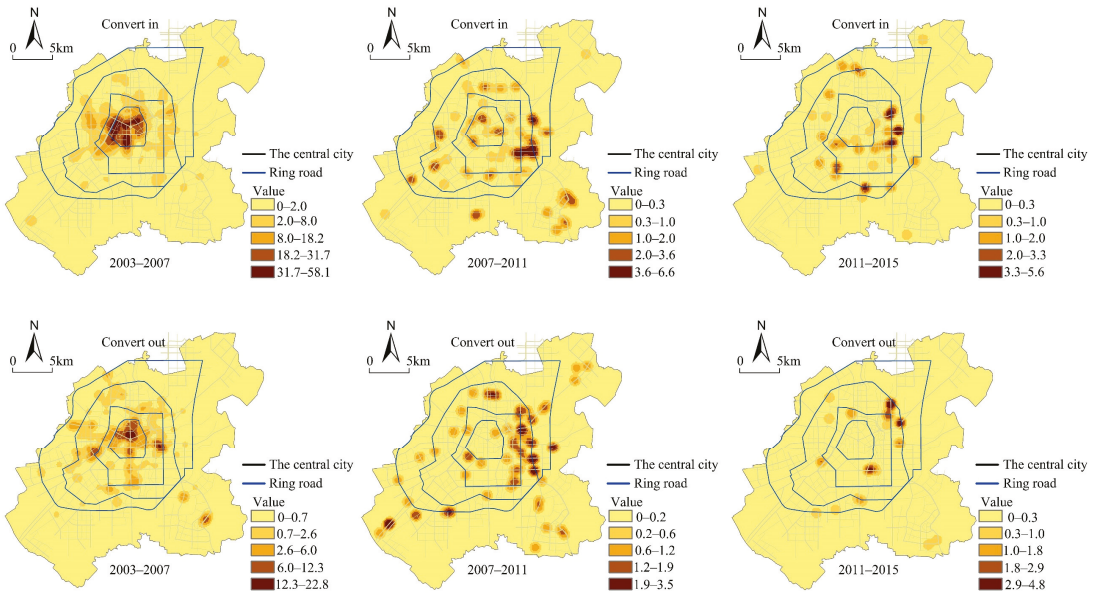 N
Convert in
0 5km
The central city
Ring road
Value
0–2.0
2.0–8.0
8.0–18.2
18.2–31.7
31.7–58.1
2003–2007
N
Convert in
0 5km
The central city
Ring road
Value
0–0.3
0.3–1.0
1.0–2.0
2.0–3.6
3.6–6.6
2007–2011
N
Convert in
0 5km
The central city
Ring road
Value
0–0.3
0.3–1.0
1.0–2.0
2.0–3.3
3.3–5.6
2011–2015
N
Convert out
0 5km
The central city
Ring road
Value
0–0.7
0.7–2.6
2.6–6.0
6.0–12.3
12.3–22.8
2003–2007
N
Convert out
0 5km
The central city
Ring road
Value
0–0.2
0.2–0.6
0.6–1.2
1.2–1.9
1.9–3.5
2007–2011
N
Convert out
0 5km
The central city
Ring road
Value
0–0.3
0.3–1.0
1.0–1.8
1.8–2.9
2.9–4.8
2011–2015